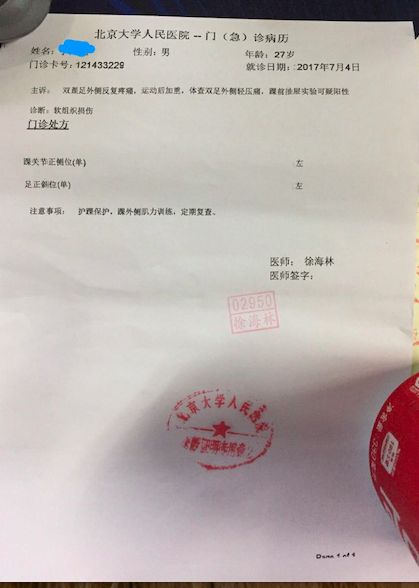 北京大学人民医院 -- 门（急）诊病历
姓名: 性别: 男 年龄: 27岁
门诊卡号: 121433229 就诊日期: 2017年7月4日
主诉: 双踝足外侧反复疼痛，运动后加重，体查双足外侧轻压痛，踝前抽屉实验可疑阳性
诊断: 软组织损伤
门诊处方
踝关节正侧位(单) 左
足正斜位(单) 左
注意事项: 护踝保护，踝外侧肌力训练，定期复查。
医师: 徐海林
医师签字:
02950
徐海林
北京大学人民医院